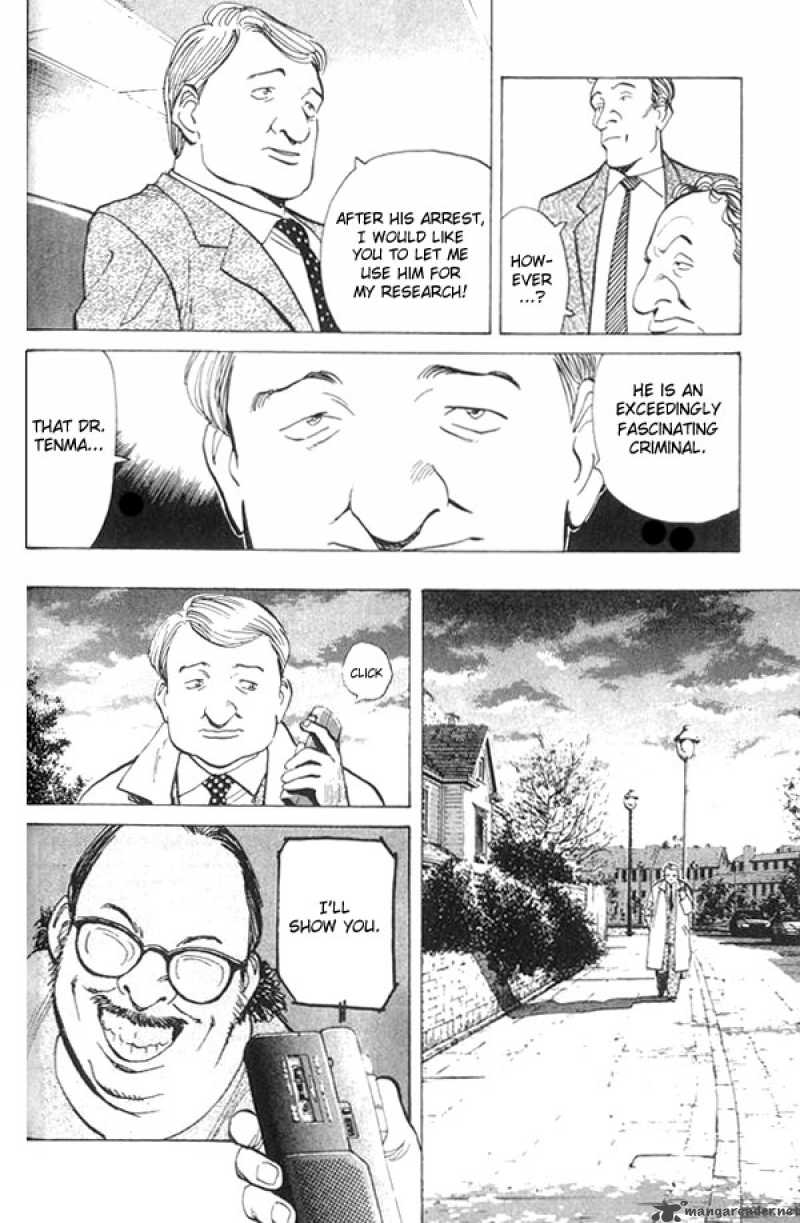 HOW-
EVER
...?
AFTER HIS ARREST,
I WOULD LIKE
YOU TO LET ME
USE HIM FOR
MY RESEARCH!
HE IS AN
EXCEEDINGLY
FASCINATING
CRIMINAL.
THAT DR.
TENMA...
CLICK
I'LL
SHOW YOU.
mangareader.net